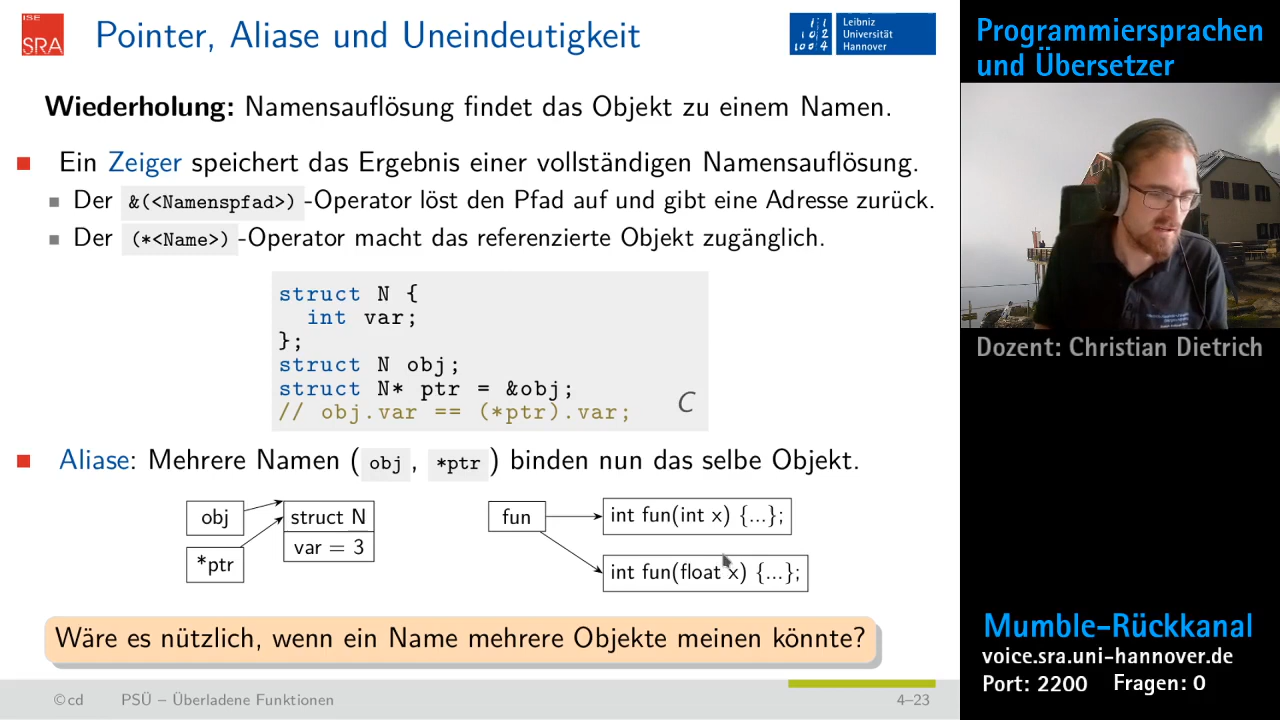 ISE
SRA
Pointer, Aliase und Uneindeutigkeit
Leibniz
Universität
Hannover
Wiederholung: Namensauflösung findet das Objekt zu einem Namen.
Ein Zeiger speichert das Ergebnis einer vollständigen Namensauflösung.
Der &(<Namenspfad>) -Operator löst den Pfad auf und gibt eine Adresse zurück.
Der (*<Name>) -Operator macht das referenzierte Objekt zugänglich.
struct N {
int var;
};
struct N obj;
struct N* ptr = &obj;
// obj.var == (*ptr).var;
C
Aliase: Mehrere Namen ( obj , *ptr ) binden nun das selbe Objekt.
obj
*ptr
struct N
var = 3
fun
int fun(int x) {...};
int fun(float x) {...};
Wäre es nützlich, wenn ein Name mehrere Objekte meinen könnte?
©cd PSÜ – Überladene Funktionen 4–23
Programmiersprachen
und Übersetzer
Dozent: Christian Dietrich
Mumble-Rückkanal
voice.sra.uni-hannover.de
Port: 2200 Fragen: 0